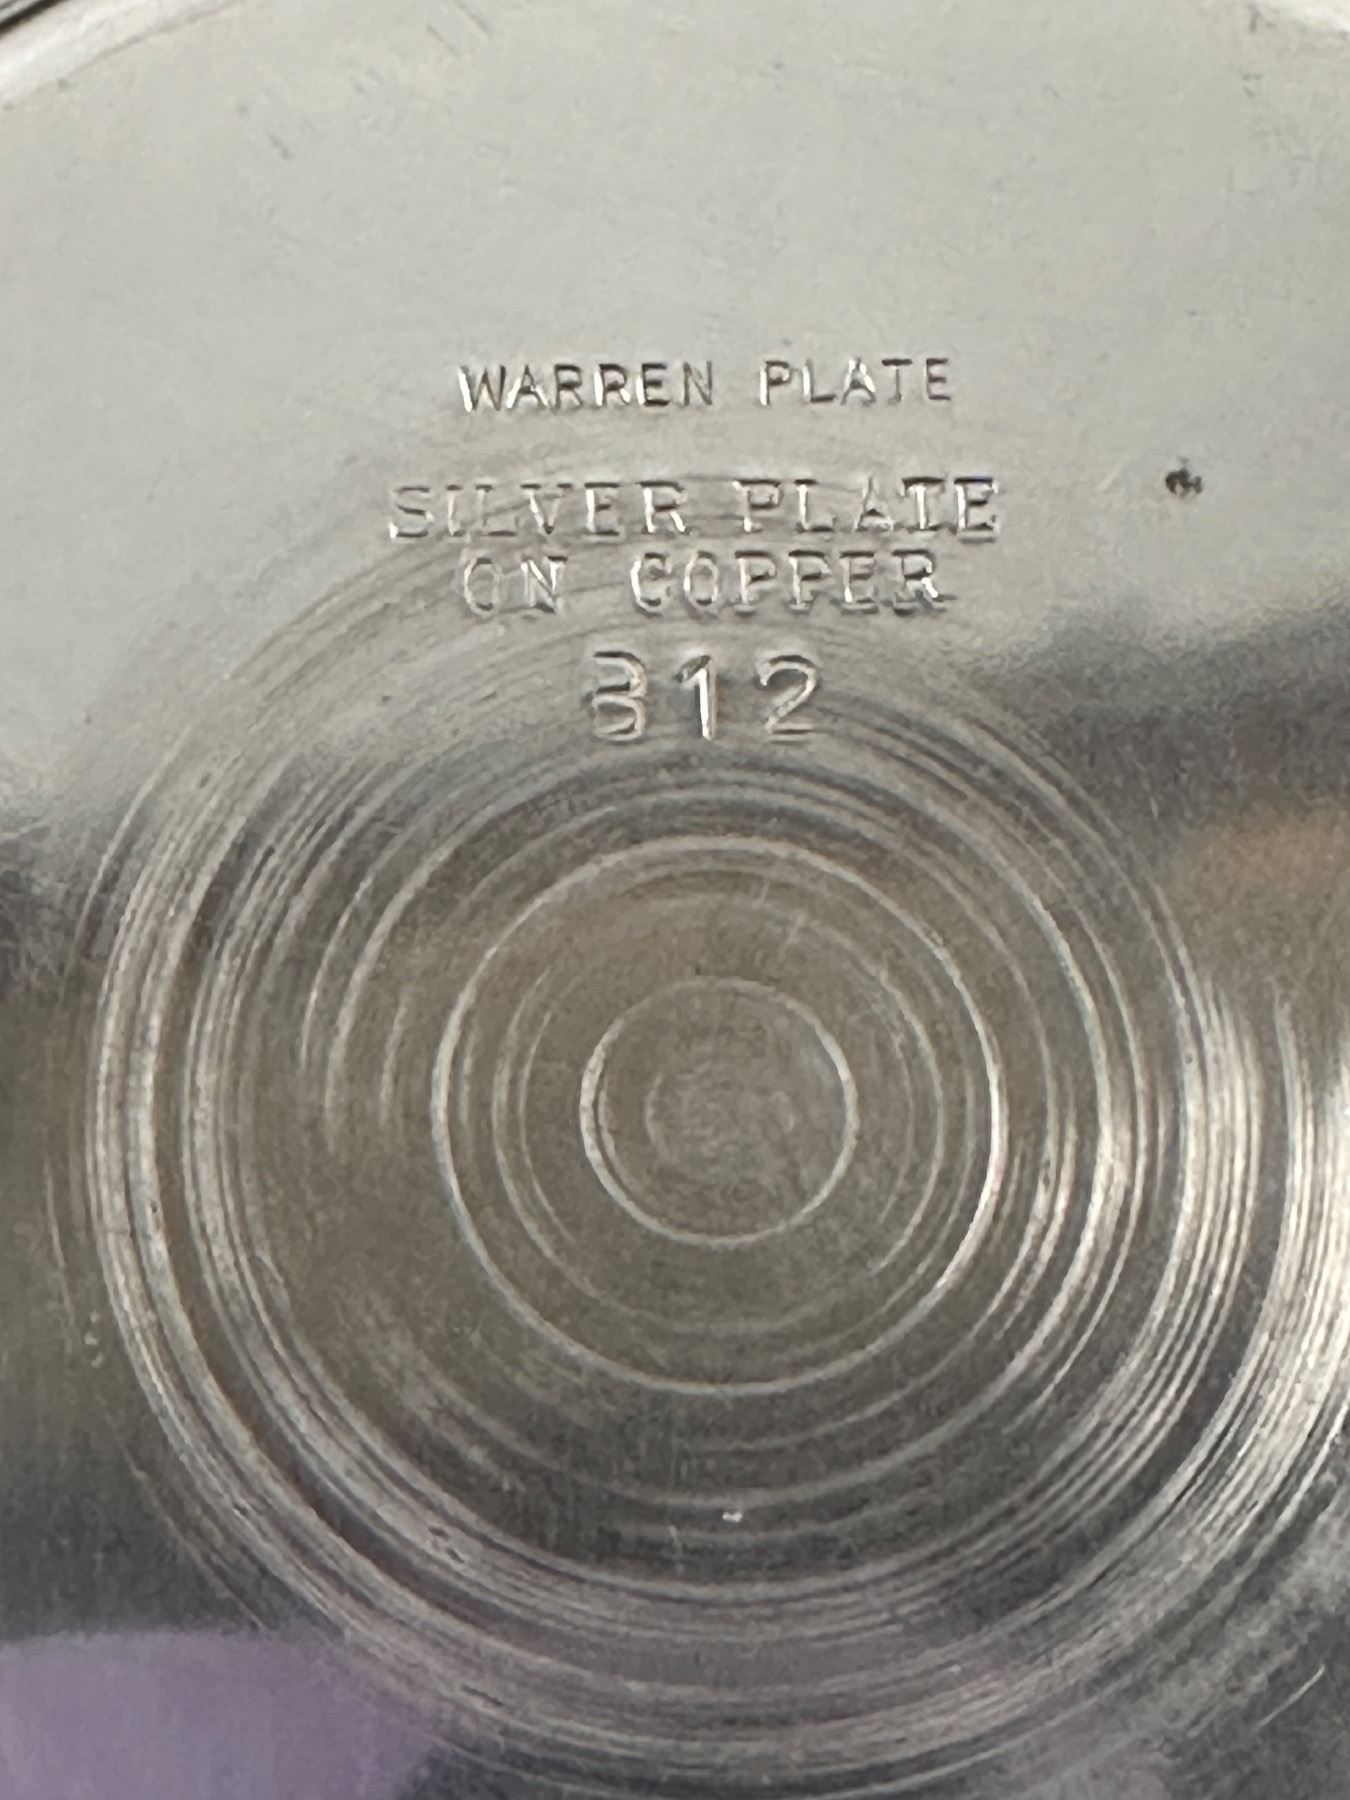 WARREN PLATE
SILVER PLATE
ON COPPER
312